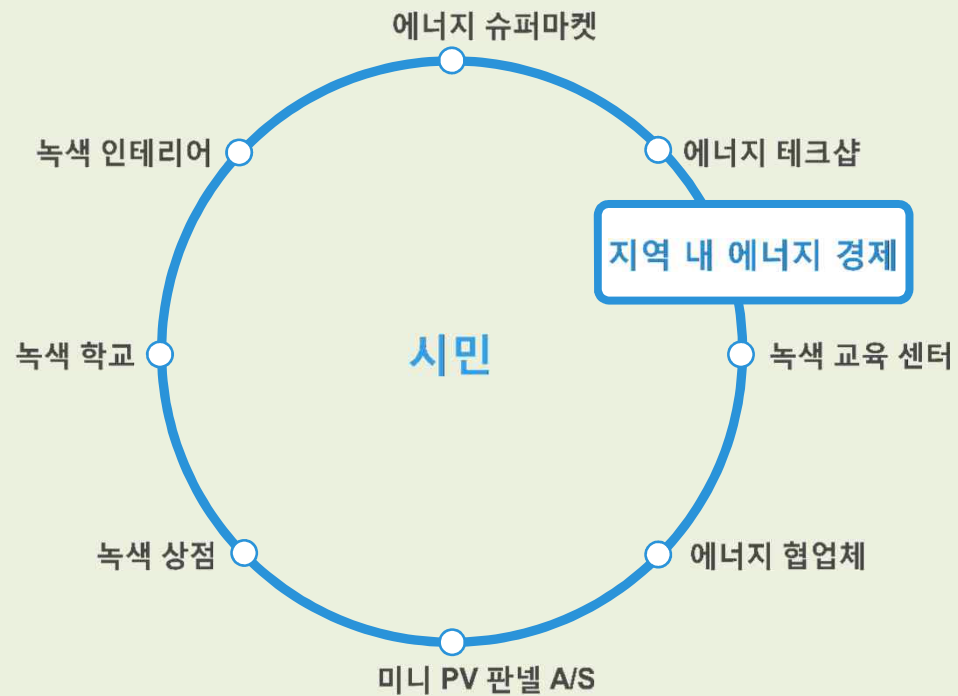 에너지 슈퍼마켓
녹색 인테리어
에너지 테크샵
지역 내 에너지 경제
녹색 학교
시민
녹색 교육 센터
녹색 상점
에너지 협업체
미니 PV 판넬 A/S